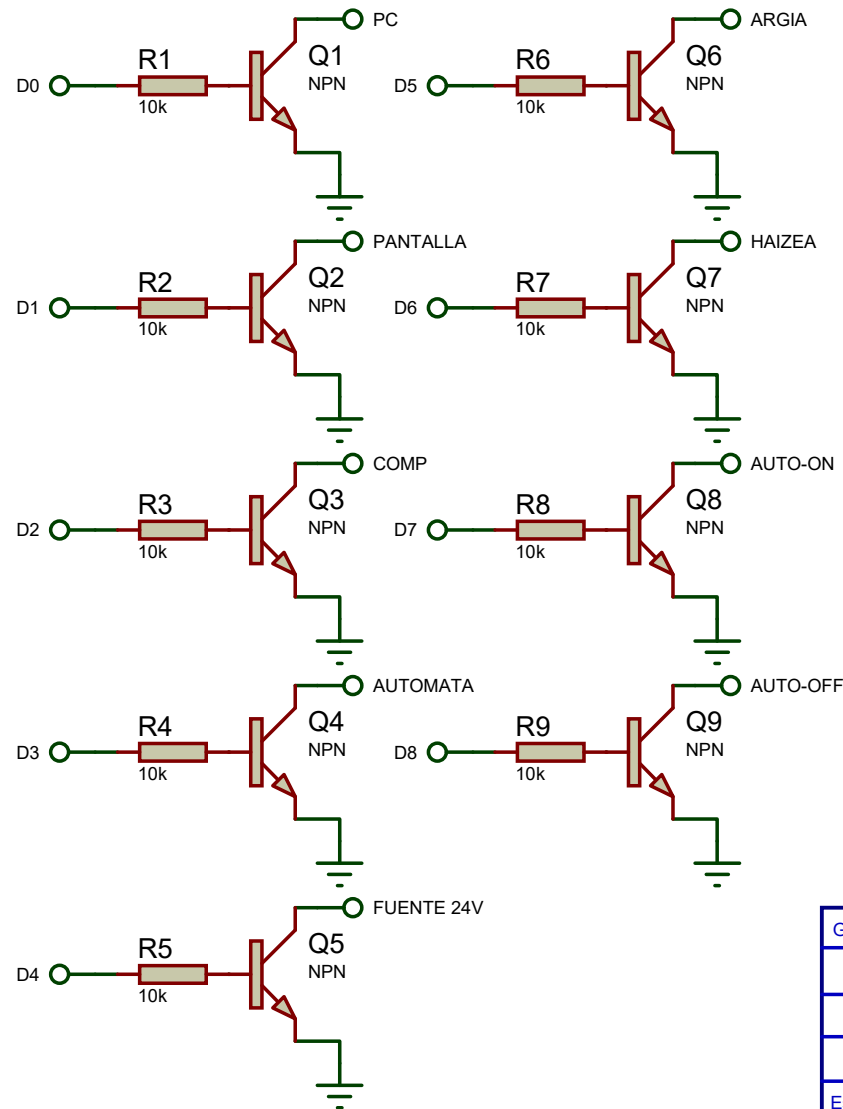 PC
R1
Q1
D0
NPN
10k
ARGIA
R6
Q6
D5
NPN
10k
PANTALLA
R2
Q2
D1
NPN
10k
HAIZEA
R7
Q7
D6
NPN
10k
COMP
R3
Q3
D2
NPN
10k
AUTO-ON
R8
Q8
D7
NPN
10k
AUTOMATA
R4
Q4
D3
NPN
10k
AUTO-OFF
R9
Q9
D8
NPN
10k
FUENTE 24V
R5
Q5
D4
NPN
10k